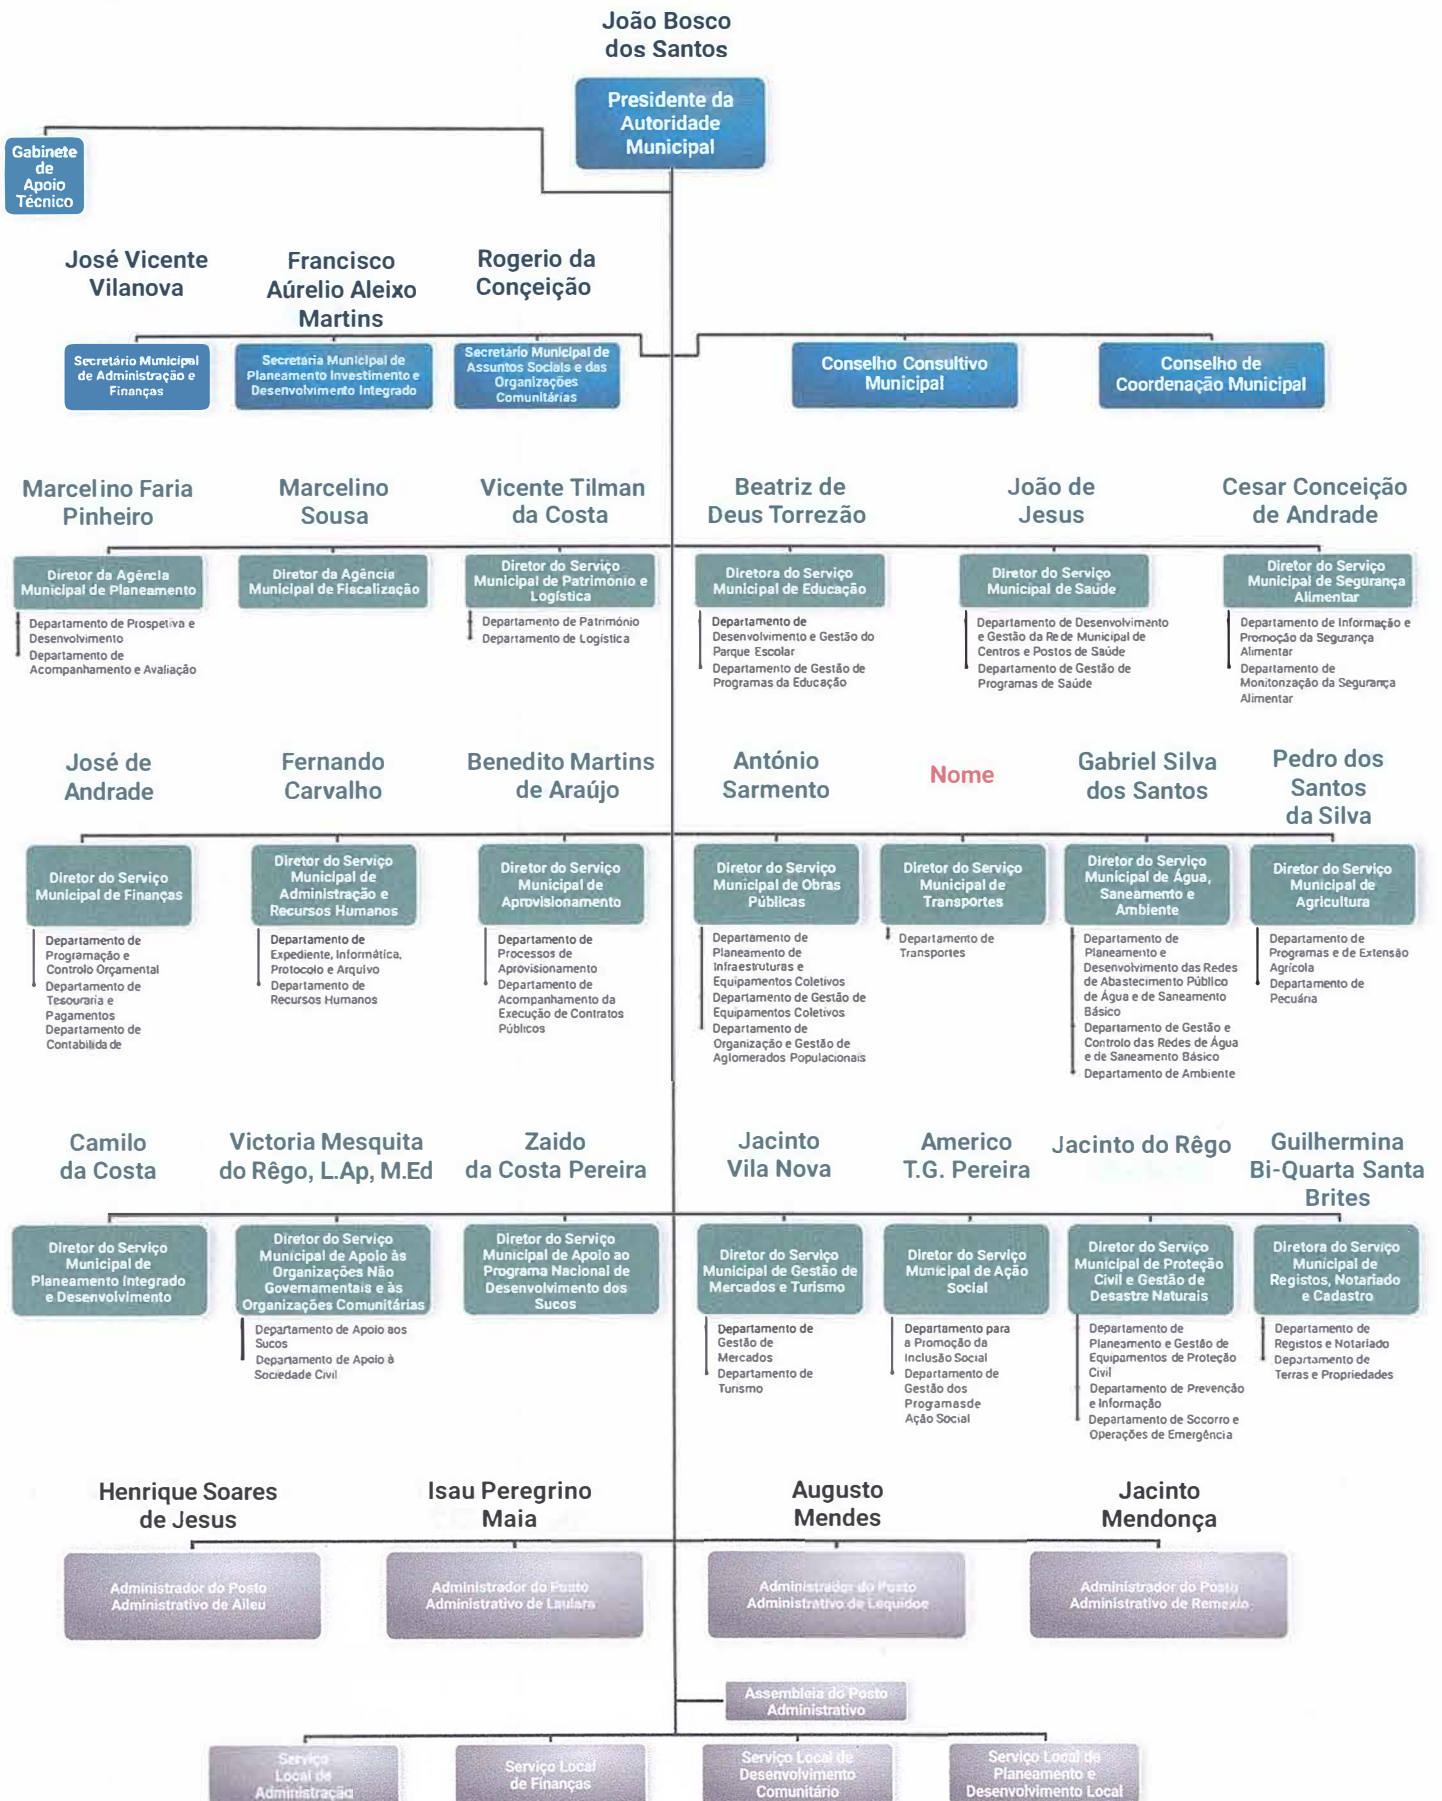 João Bosco
dos Santos
Presidente da
Autoridade
Municipal
Gabinete
de
Apoio
Técnico
José Vicente
Vilanova
Francisco
Aúrelio Aleixo
Martins
Rogerio da
Conçeição
Secretário Municipal
de Administração e
Finanças
Secretaria Municipal de
Planeamento Investimento e
Desenvolvimento Integrado
Secretário Municipal de
Assuntos Sociais e das
Organizações
Comunitárias
Conselho Consultivo
Municipal
Conselho de
Coordenação Municipal
Marcelino Faria
Pinheiro
Marcelino
Sousa
Vicente Tilman
da Costa
Beatriz de
Deus Torrezão
João de
Jesus
Cesar Conceição
de Andrade
Diretor da Agência
Municipal de Planeamento
Departamento de Prospetiva e
Desenvolvimento
Departamento de
Acompanhamento e Avaliação
Diretor da Agência
Municipal de Fiscalização
Diretor do Serviço
Municipal de Património e
Logística
Departamento de Património
Departamento de Logística
Diretora do Serviço
Municipal de Educação
Departamento de
Desenvolvimento e Gestão do
Parque Escolar
Departamento de Gestão de
Programas da Educação
Diretor do Serviço
Municipal de Saúde
Departamento de Desenvolvimento
e Gestão da Rede Municipal de
Centros e Postos de Saúde
Departamento de Gestão de
Programas de Saúde
Diretor do Serviço
Municipal de Segurança
Alimentar
Departamento de Informação e
Promoção da Segurança
Alimentar
Departamento de
Monitonzação da Segurança
Alimentar
José de
Andrade
Fernando
Carvalho
Benedito Martins
de Araújo
António
Sarmento
Nome
Gabriel Silva
dos Santos
Pedro dos
Santos
da Silva
Diretor do Serviço
Municipal de Finanças
Departamento de
Programação e
Controlo Orçamental
Departamento de
Tesouraria e
Pagamentos
Departamento de
Contabilidade
Diretor do Serviço
Municipal de
Administração e
Recursos Humanos
Departamento de
Expediente, Informática,
Protocolo e Arquivo
Departamento de
Recursos Humanos
Diretor do Serviço
Municipal de
Aprovisionamento
Departamento de
Processos de
Aprovisionamento
Departamento de
Acompanhamento da
Execução de Contratos
Públicos
Diretor do Serviço
Municipal de Obras
Públicas
Departamento de
Planeamento de
Infraestruturas e
Equipamentos Coletivos
Departamento de Gestão de
Equipamentos Coletivos
Departamento de
Organização e Gestão de
Aglomerados Populacionais
Diretor do Serviço
Municipal de
Transportes
Departamento de
Transportes
Diretor do Serviço
Municipal de Água,
Saneamento e
Ambiente
Departamento de
Planeamento e
Desenvolvimento das Redes
de Abastecimento Público
de Água e de Saneamento
Básico
Departamento de Gestão e
Controlo das Redes de Água
e de Saneamento Básico
Departamento de Ambiente
Diretor do Serviço
Municipal de
Agricultura
Departamento de
Programas e de Extensão
Agrícola
Departamento de
Pecuária
Camilo
da Costa
Victoria Mesquita
do Rêgo, L.Ap, M.Ed
Zaido
da Costa Pereira
Jacinto
Vila Nova
Americo
T.G. Pereira
Jacinto do Rêgo
Guilhermina
Bi-Quarta Santa
Brites
Diretor do Serviço
Municipal de
Planeamento Integrado
e Desenvolvimento
Diretor do Serviço
Municipal de Apoio às
Organizações Não
Governamentais e às
Organizações Comunitárias
Departamento de Apoio aos
Sucos
Departamento de Apoio à
Sociedade Civil
Diretor do Serviço
Municipal de Apoio ao
Programa Nacional de
Desenvolvimento dos
Sucos
Diretor do Serviço
Municipal de Gestão de
Mercados e Turismo
Departamento de
Gestão de
Mercados
Departamento de
Turismo
Diretor do Serviço
Municipal de Ação
Social
Departamento para
a Promoção da
Inclusão Social
Departamento de
Gestão dos
Programasde
Ação Social
Diretor do Serviço
Municipal de Proteção
Civil e Gestão de
Desastre Naturais
Departamento de
Planeamento e Gestão de
Equipamentos de Proteção
Civil
Departamento de Prevenção
e Informação
Departamento de Socorro e
Operações de Emergência
Diretora do Serviço
Municipal de
Registos, Notariado
e Cadastro
Departamento de
Registos e Notariado
Departamento de
Terras e Propriedades
Henrique Soares
de Jesus
Isau Peregrino
Maia
Augusto
Mendes
Jacinto
Mendonça
Administrador do Posto
Administrativo de Aileu
Administrador do Posto
Administrativo de Laulara
Administrador do Posto
Administrativo de Lequidoe
Administrador do Posto
Administrativo de Remexio
Assembleia do Posto
Administrativo
Serviço
Local de
Administração
Serviço Local
de Finanças
Serviço Local de
Desenvolvimento
Comunitário
Serviço Local de
Planeamento e
Desenvolvimento Local